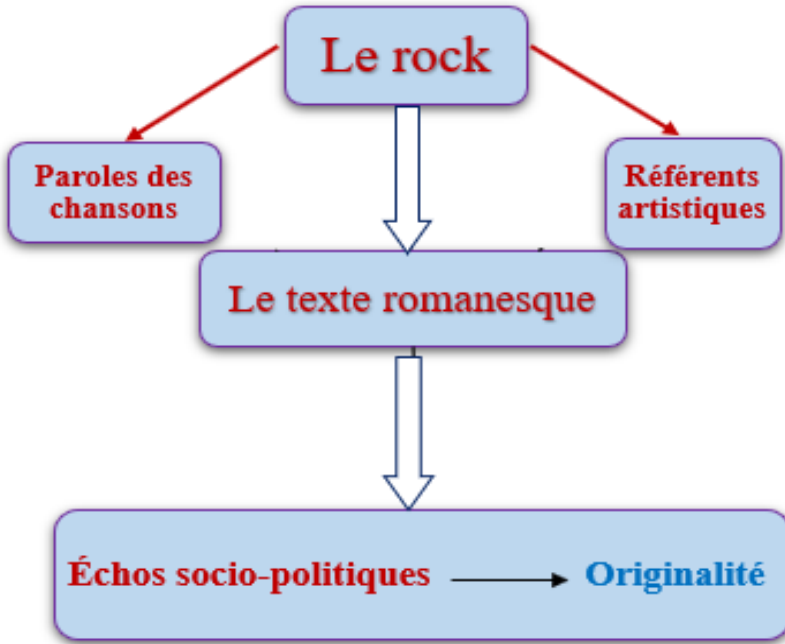 Le rock
Paroles des
chansons
Référents
artistiques
Le texte romanesque
Échos socio-politiques Originalité